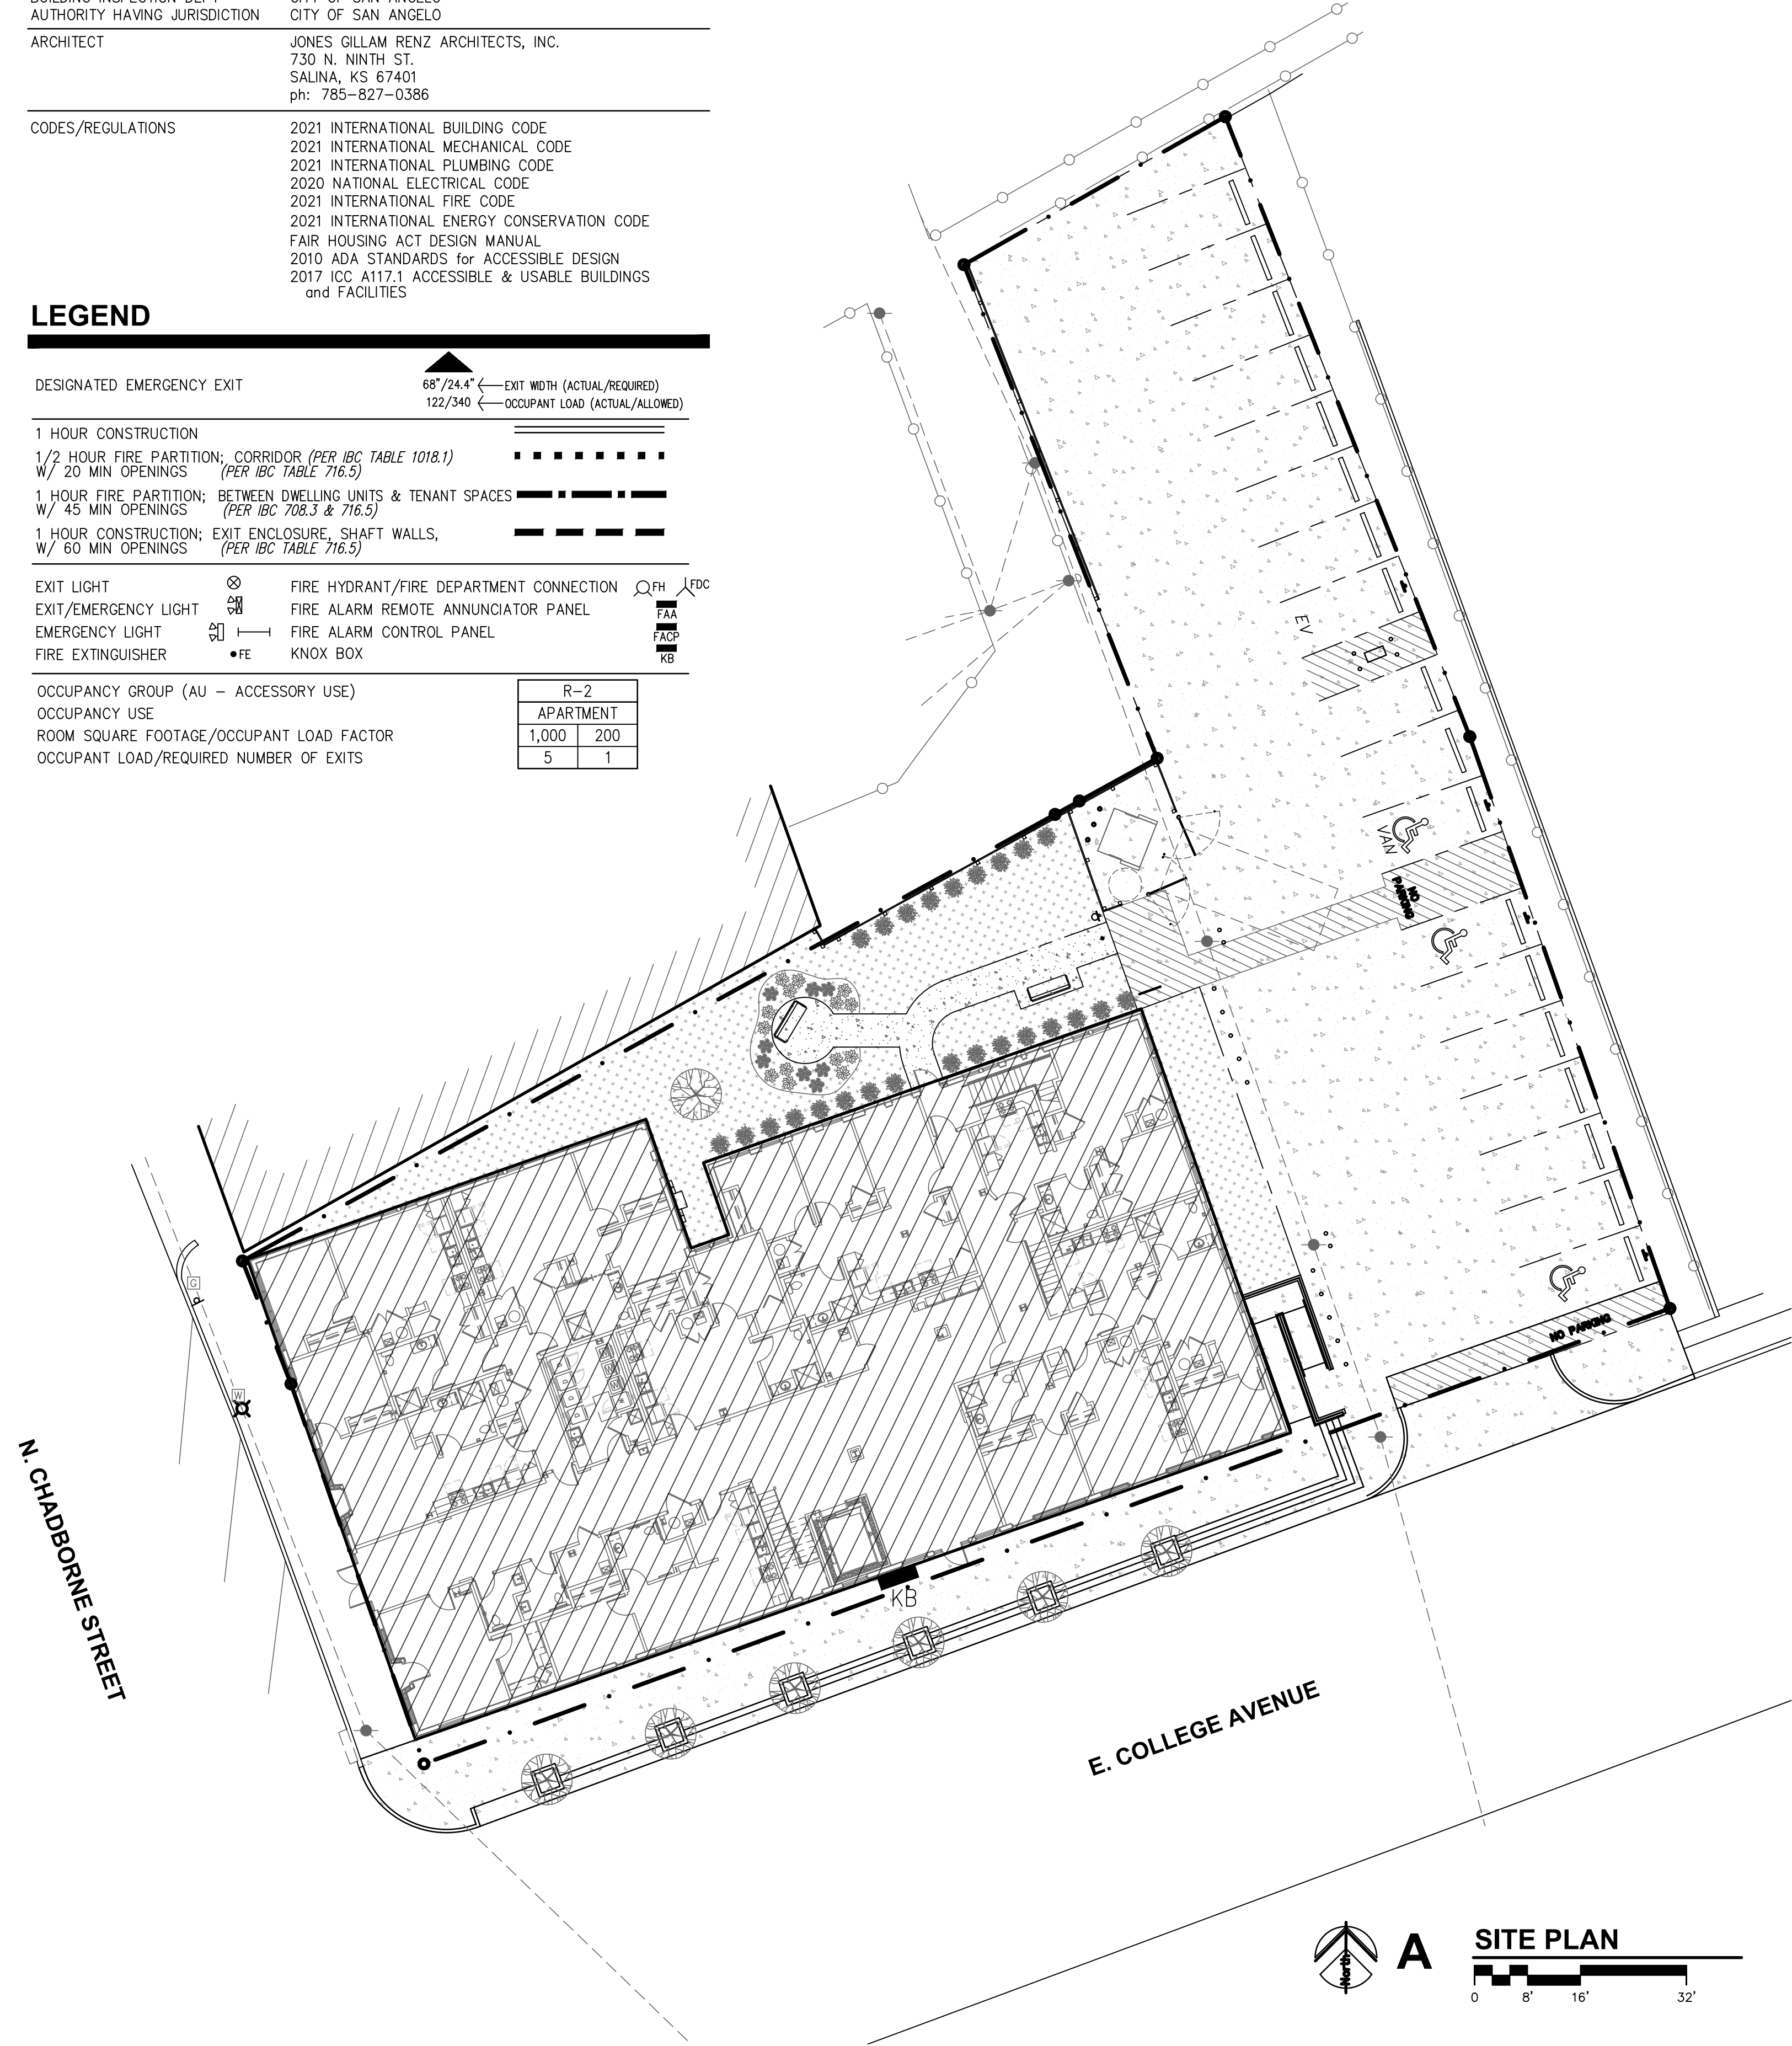 BUILDING INSPECTION DEPT CITY OF SAN ANGELO
AUTHORITY HAVING JURISDICTION CITY OF SAN ANGELO
ARCHITECT JONES GILLAM RENZ ARCHITECTS, INC.
730 N. NINTH ST.
SALINA, KS 67401
ph: 785-827-0386
CODES/REGULATIONS 2021 INTERNATIONAL BUILDING CODE
2021 INTERNATIONAL MECHANICAL CODE
2021 INTERNATIONAL PLUMBING CODE
2020 NATIONAL ELECTRICAL CODE
2021 INTERNATIONAL FIRE CODE
2021 INTERNATIONAL ENERGY CONSERVATION CODE
FAIR HOUSING ACT DESIGN MANUAL
2010 ADA STANDARDS for ACCESSIBLE DESIGN
2017 ICC A117.1 ACCESSIBLE & USABLE BUILDINGS
and FACILITIES
LEGEND
DESIGNATED EMERGENCY EXIT 68"/24.4" EXIT WIDTH (ACTUAL/REQUIRED)
122/340 OCCUPANT LOAD (ACTUAL/ALLOWED)
1 HOUR CONSTRUCTION
1/2 HOUR FIRE PARTITION; CORRIDOR (PER IBC TABLE 1018.1)
W/ 20 MIN OPENINGS (PER IBC TABLE 716.5)
1 HOUR FIRE PARTITION; BETWEEN DWELLING UNITS & TENANT SPACES
W/ 45 MIN OPENINGS (PER IBC 708.3 & 716.5)
1 HOUR CONSTRUCTION; EXIT ENCLOSURE, SHAFT WALLS,
W/ 60 MIN OPENINGS (PER IBC TABLE 716.5)
EXIT LIGHT FIRE HYDRANT/FIRE DEPARTMENT CONNECTION FH FDC
EXIT/EMERGENCY LIGHT FIRE ALARM REMOTE ANNUNCIATOR PANEL FAA
EMERGENCY LIGHT FIRE ALARM CONTROL PANEL FACP
FIRE EXTINGUISHER FE KNOX BOX KB
OCCUPANCY GROUP (AU - ACCESSORY USE) R-2
OCCUPANCY USE APARTMENT
ROOM SQUARE FOOTAGE/OCCUPANT LOAD FACTOR 1,000 200
OCCUPANT LOAD/REQUIRED NUMBER OF EXITS 5 1
EV
VAN
NO
PARKING
NO PARKING
G
W
KB
N. CHADBORNE STREET
E. COLLEGE AVENUE
North
A
SITE PLAN
0 8' 16' 32'